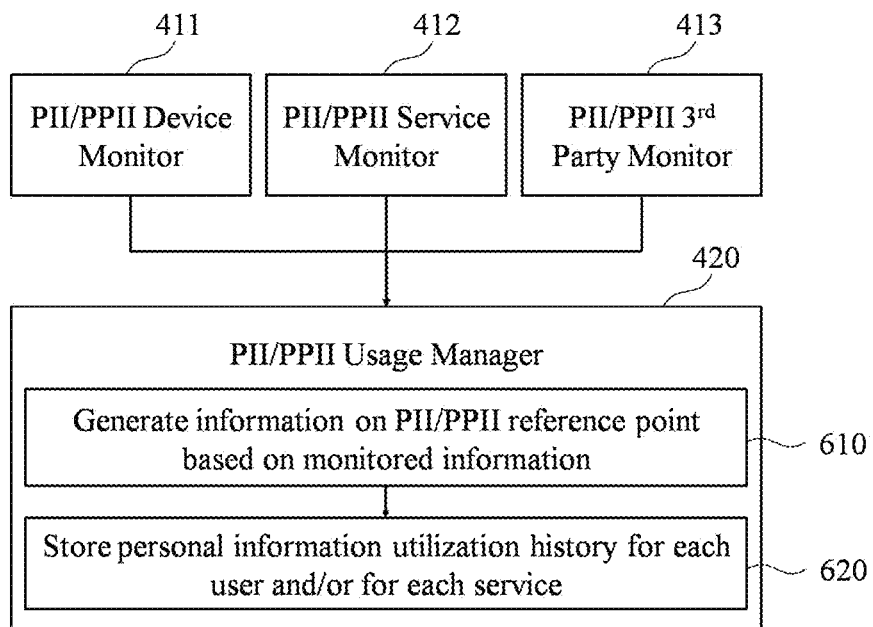 411
412
413
PII/PPII Device
Monitor
PII/PPII Service
Monitor
PII/PPII 3rd
Party Monitor
420
PII/PPII Usage Manager
Generate information on PII/PPII reference point
based on monitored information
610
Store personal information utilization history for each
user and/or for each service
620